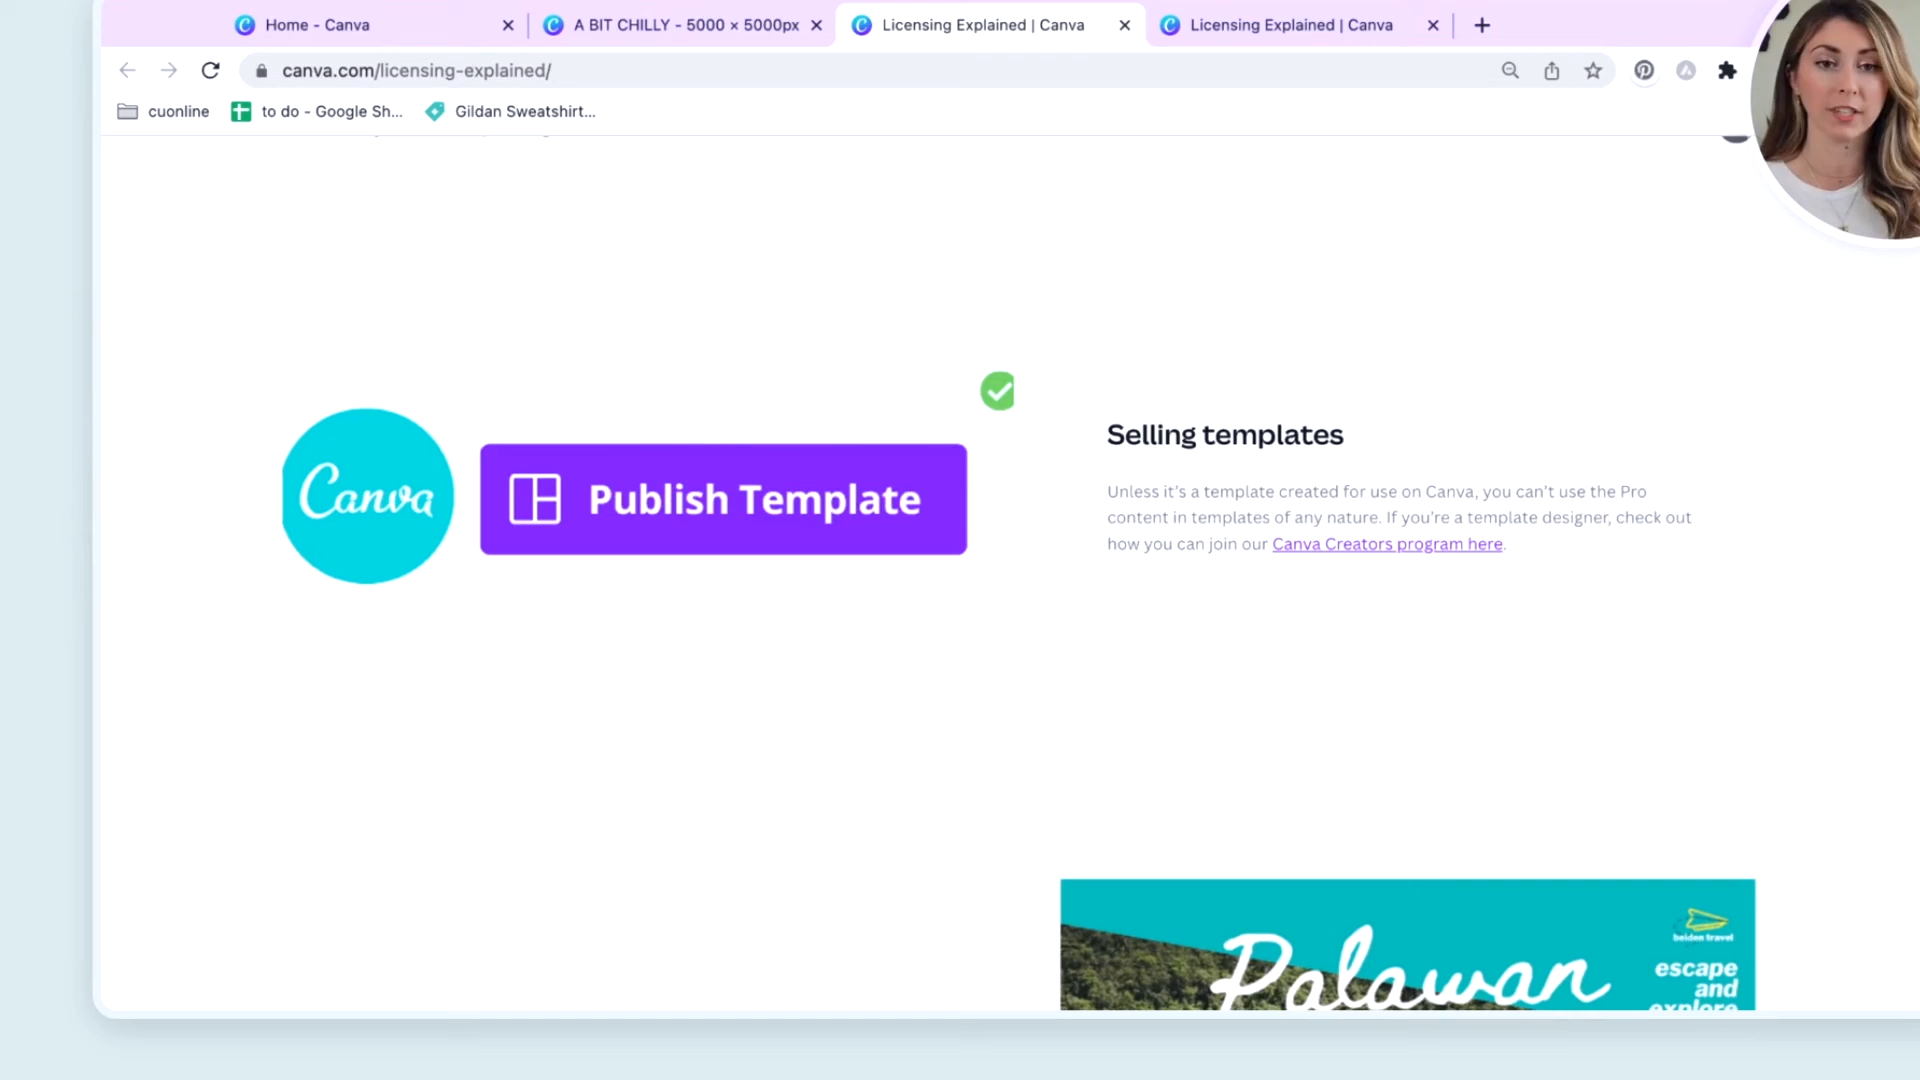 Home - Canva
A BIT CHILLY - 5000 × 5000px
Licensing Explained | Canva
Licensing Explained | Canva
canva.com/licensing-explained/
cuonline
to do - Google Sh...
Gildan Sweatshirt...
Canva
Publish Template
Selling templates
Unless it's a template created for use on Canva, you can't use the Pro
content in templates of any nature. If you're a template designer, check out
how you can join our Canva Creators program here.
beiden travel
Palawan
escape
and
explore